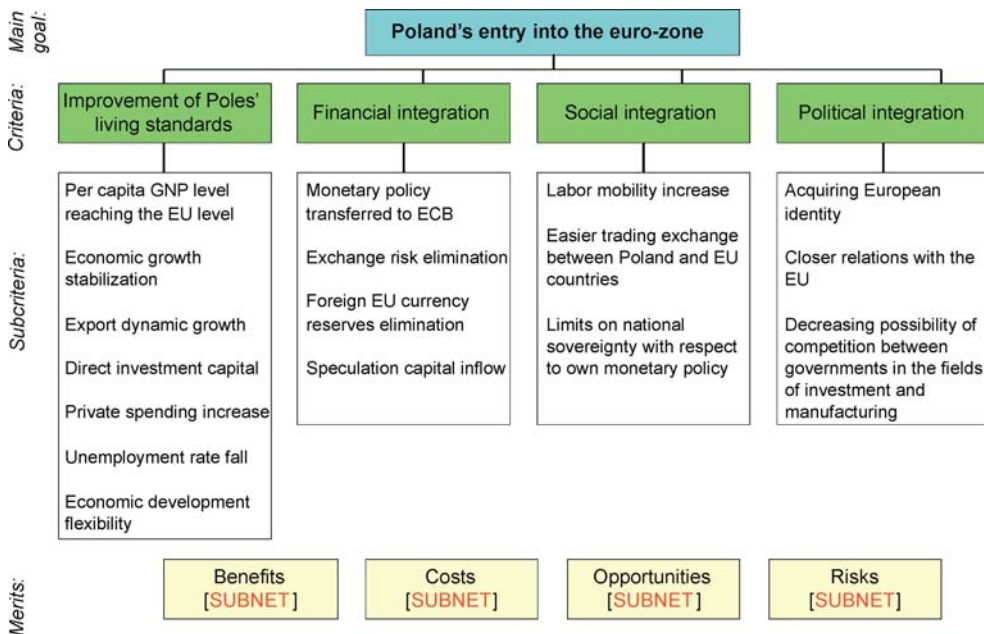 Main goal:
Poland's entry into the euro-zone
Criteria:
Improvement of Poles'
living standards
Financial integration
Social integration
Political integration
Subcriteria:
Per capita GNP level
reaching the EU level
Economic growth
stabilization
Export dynamic growth
Direct investment capital
Private spending increase
Unemployment rate fall
Economic development
flexibility
Monetary policy
transferred to ECB
Exchange risk elimination
Foreign EU currency
reserves elimination
Speculation capital inflow
Labor mobility increase
Easier trading exchange
between Poland and EU
countries
Limits on national
sovereignty with respect
to own monetary policy
Acquiring European
identity
Closer relations with the
EU
Decreasing possibility of
competition between
governments in the fields
of investment and
manufacturing
Merits:
Benefits
[SUBNET]
Costs
[SUBNET]
Opportunities
[SUBNET]
Risks
[SUBNET]